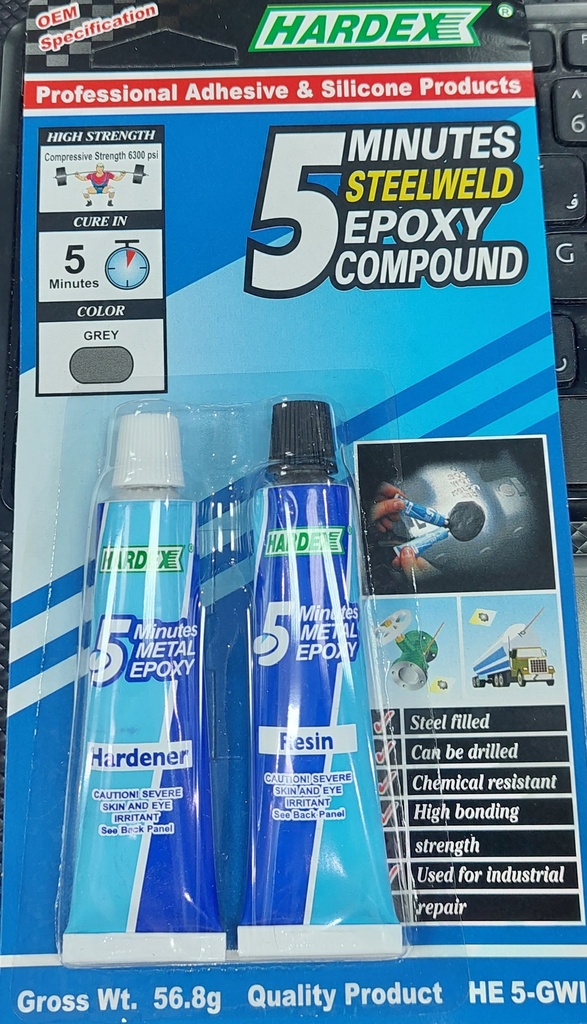 OEM
Specification
HARDEX ®
Professional Adhesive & Silicone Products
HIGH STRENGTH
Compressive Strength 6300 psi
CURE IN
5
Minutes
COLOR
GREY
5 MINUTES
STEELWELD
EPOXY
COMPOUND
HARDEX ®
5 Minutes
METAL
EPOXY
Hardener
CAUTION! SEVERE
SKIN AND EYE
IRRITANT
See Back Panel
HARDEX ®
5 Minutes
METAL
EPOXY
Resin
CAUTION! SEVERE
SKIN AND EYE
IRRITANT
See Back Panel
Steel filled
Can be drilled
Chemical resistant
High bonding
strength
Used for industrial
repair
Gross Wt. 56.8g Quality Product HE 5-GWI
6
G